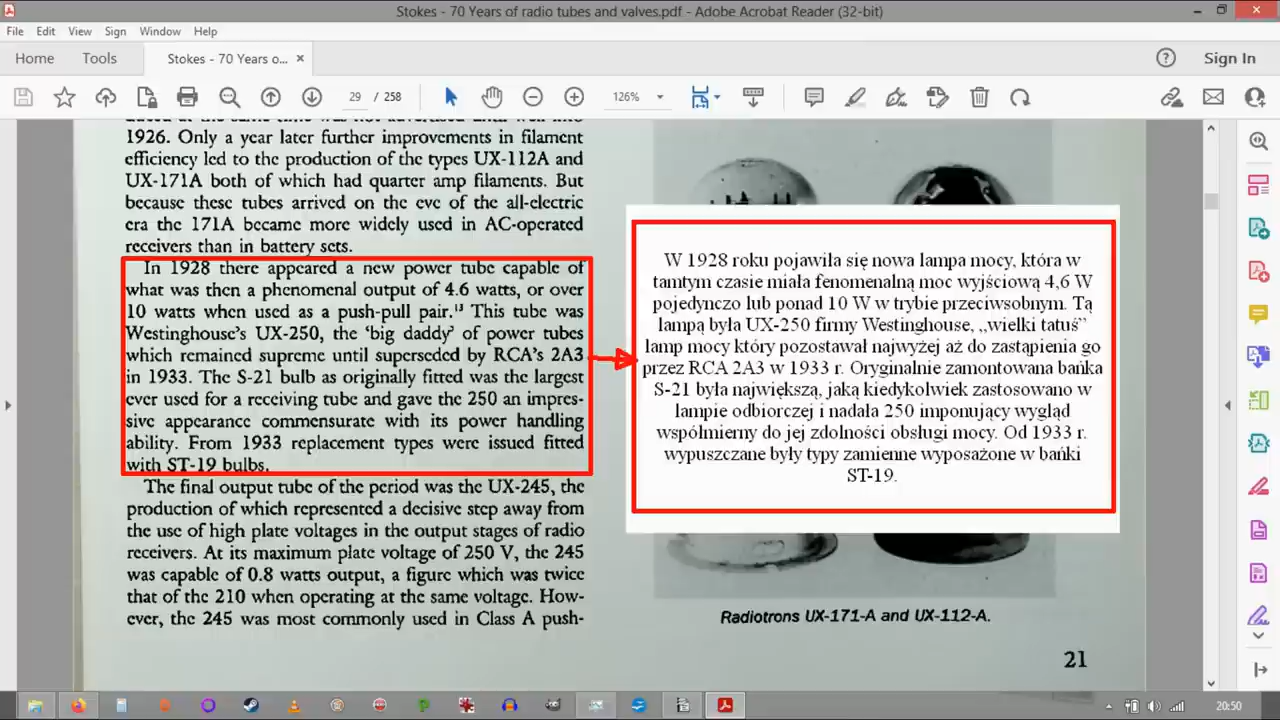 Stokes - 70 Years of radio tubes and valves.pdf - Adobe Acrobat Reader (32-bit)
File Edit View Sign Window Help
Home Tools Stokes - 70 Years o... × Sign In
29 / 258 126%
1926. Only a year later further improvements in filament
efficiency led to the production of the types UX-112A and
UX-171A both of which had quarter amp filaments. But
because these tubes arrived on the eve of the all-electric
era the 171A became more widely used in AC-operated
receivers than in battery sets.
In 1928 there appeared a new power tube capable of
what was then a phenomenal output of 4.6 watts, or over
10 watts when used as a push-pull pair.¹³ This tube was
Westinghouse's UX-250, the 'big daddy' of power tubes
which remained supreme until superseded by RCA's 2A3
in 1933. The S-21 bulb as originally fitted was the largest
ever used for a receiving tube and gave the 250 an impres-
sive appearance commensurate with its power handling
ability. From 1933 replacement types were issued fitted
with ST-19 bulbs.
The final output tube of the period was the UX-245, the
production of which represented a decisive step away from
the use of high plate voltages in the output stages of radio
receivers. At its maximum plate voltage of 250 V, the 245
was capable of 0.8 watts output, a figure which was twice
that of the 210 when operating at the same voltage. How-
ever, the 245 was most commonly used in Class A push-
W 1928 roku pojawiła się nowa lampa mocy, która w
tamtym czasie miała fenomenalną moc wyjściową 4,6 W
pojedynczo lub ponad 10 W w trybie przeciwsobnym. Tą
lampą była UX-250 firmy Westinghouse, „wielki tatuś”
lamp mocy który pozostawał najwyżej aż do zastąpienia go
przez RCA 2A3 w 1933 r. Oryginalnie zamontowana bańka
S-21 była największą, jaką kiedykolwiek zastosowano w
lampie odbiorczej i nadała 250 imponujący wygląd
współmierny do jej zdolności obsługi mocy. Od 1933 r.
wypuszczane były typy zamienne wyposażone w bańki
ST-19.
Radiotrons UX-171-A and UX-112-A.
21
20:50